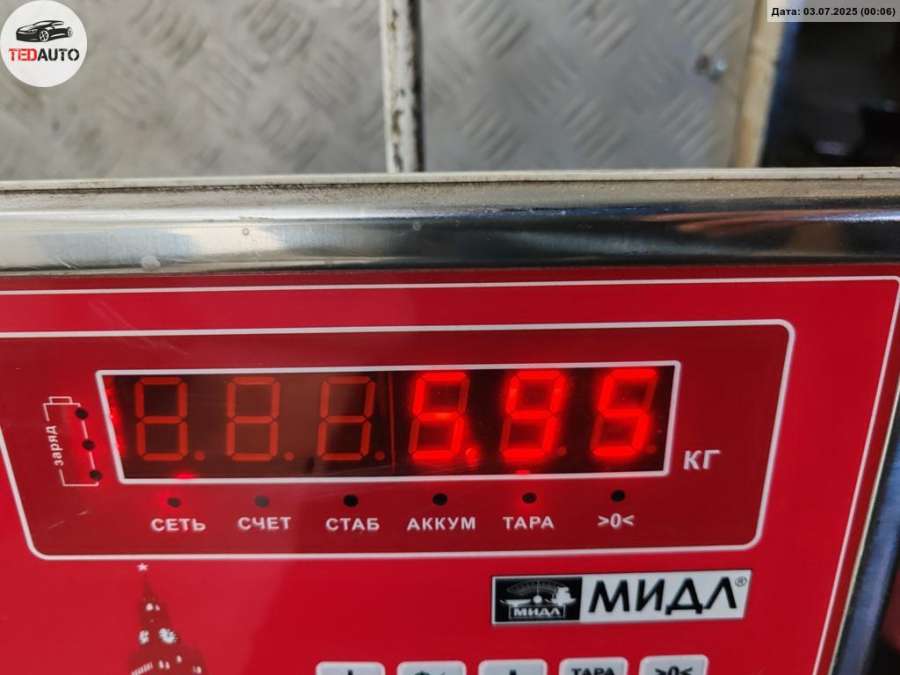 Дата: 03.07.2025 (00:06)
TEDAUTO
5.95
КГ
заряд
СЕТЬ СЧЕТ СТАБ АККУМ ТАРА >0<
МИДЛ МИДЛ®
ТАРА >0<